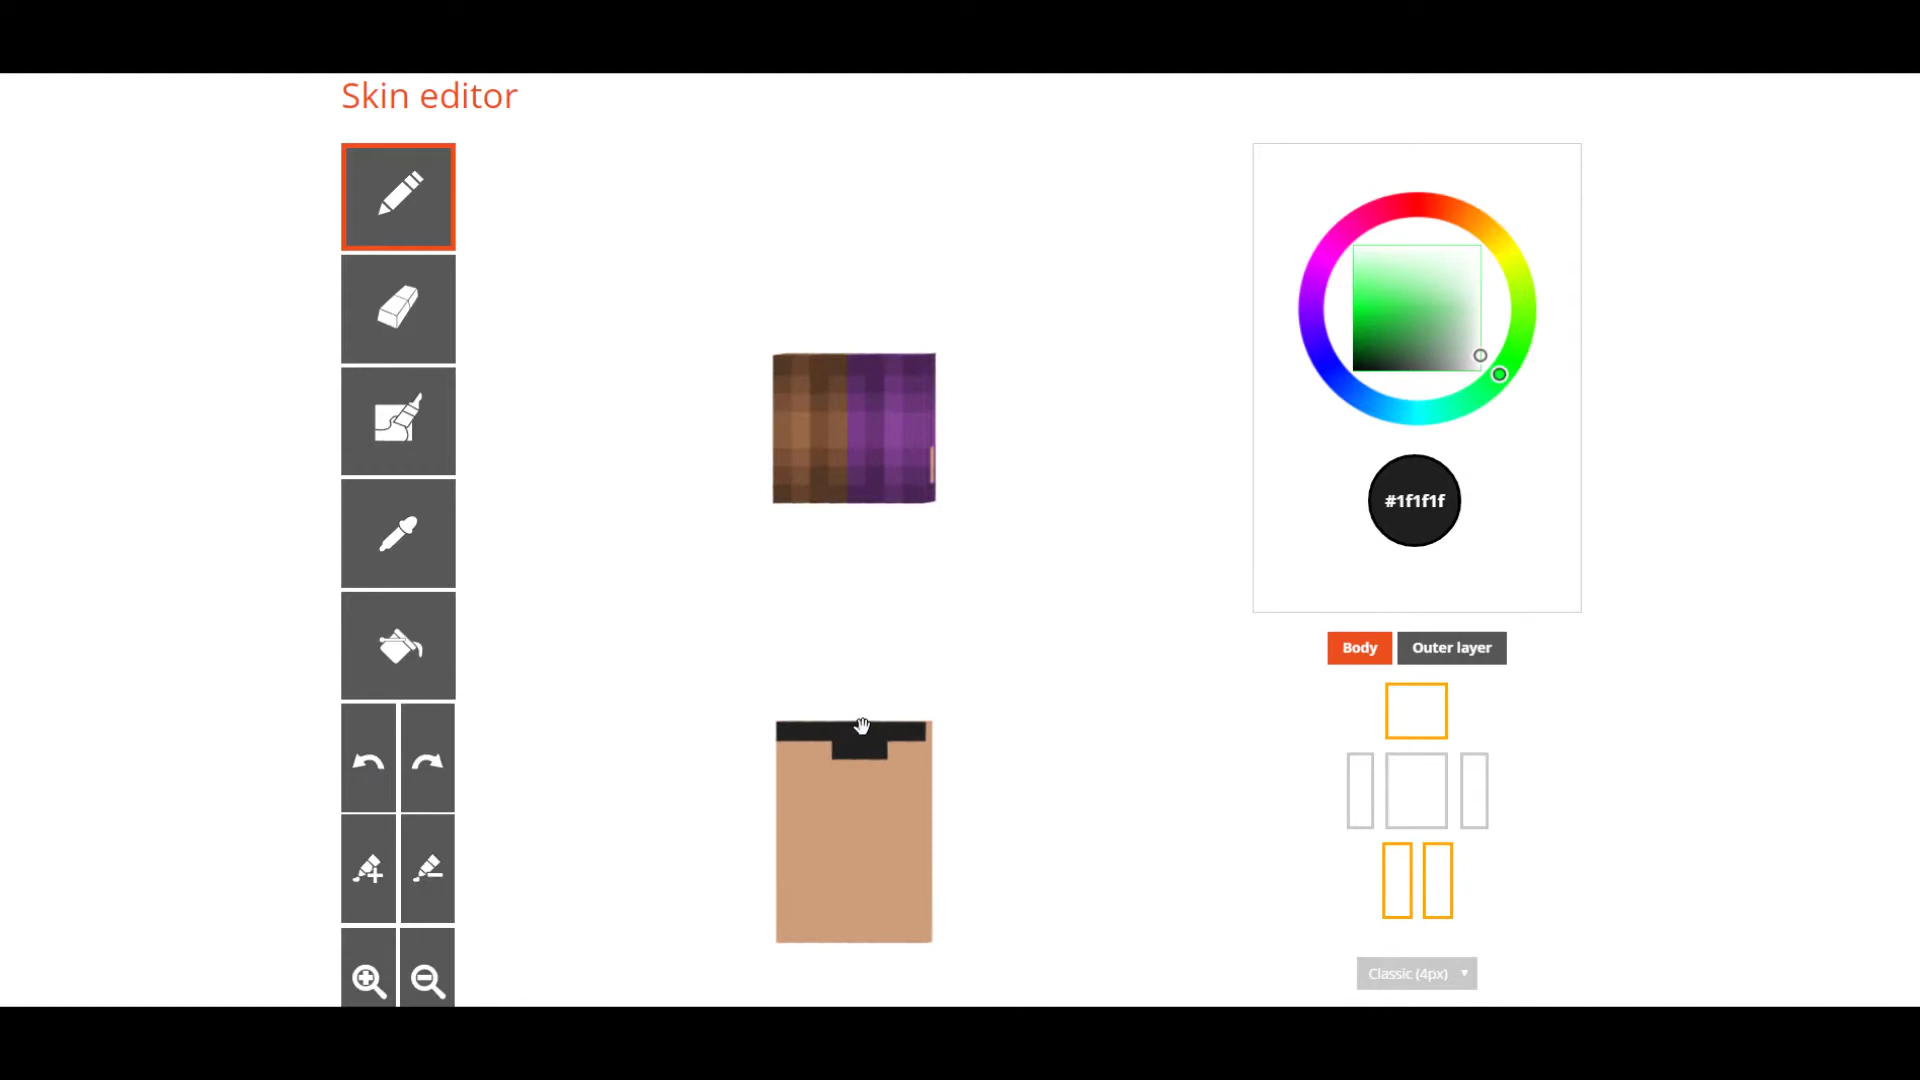 Skin editor
#1f1f1f
Body
Outer layer
Classic (4px)